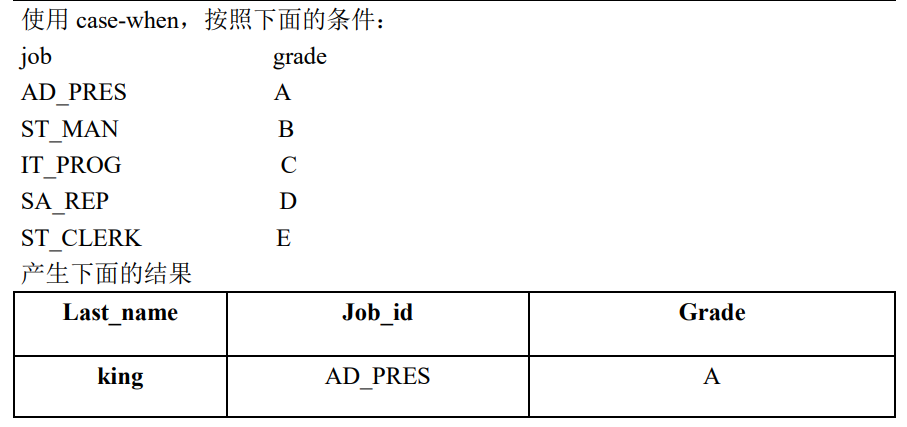 使用 case-when，按照下面的条件：
job grade
AD_PRES A
ST_MAN B
IT_PROG C
SA_REP D
ST_CLERK E
产生下面的结果
Last_name Job_id Grade
king AD_PRES A